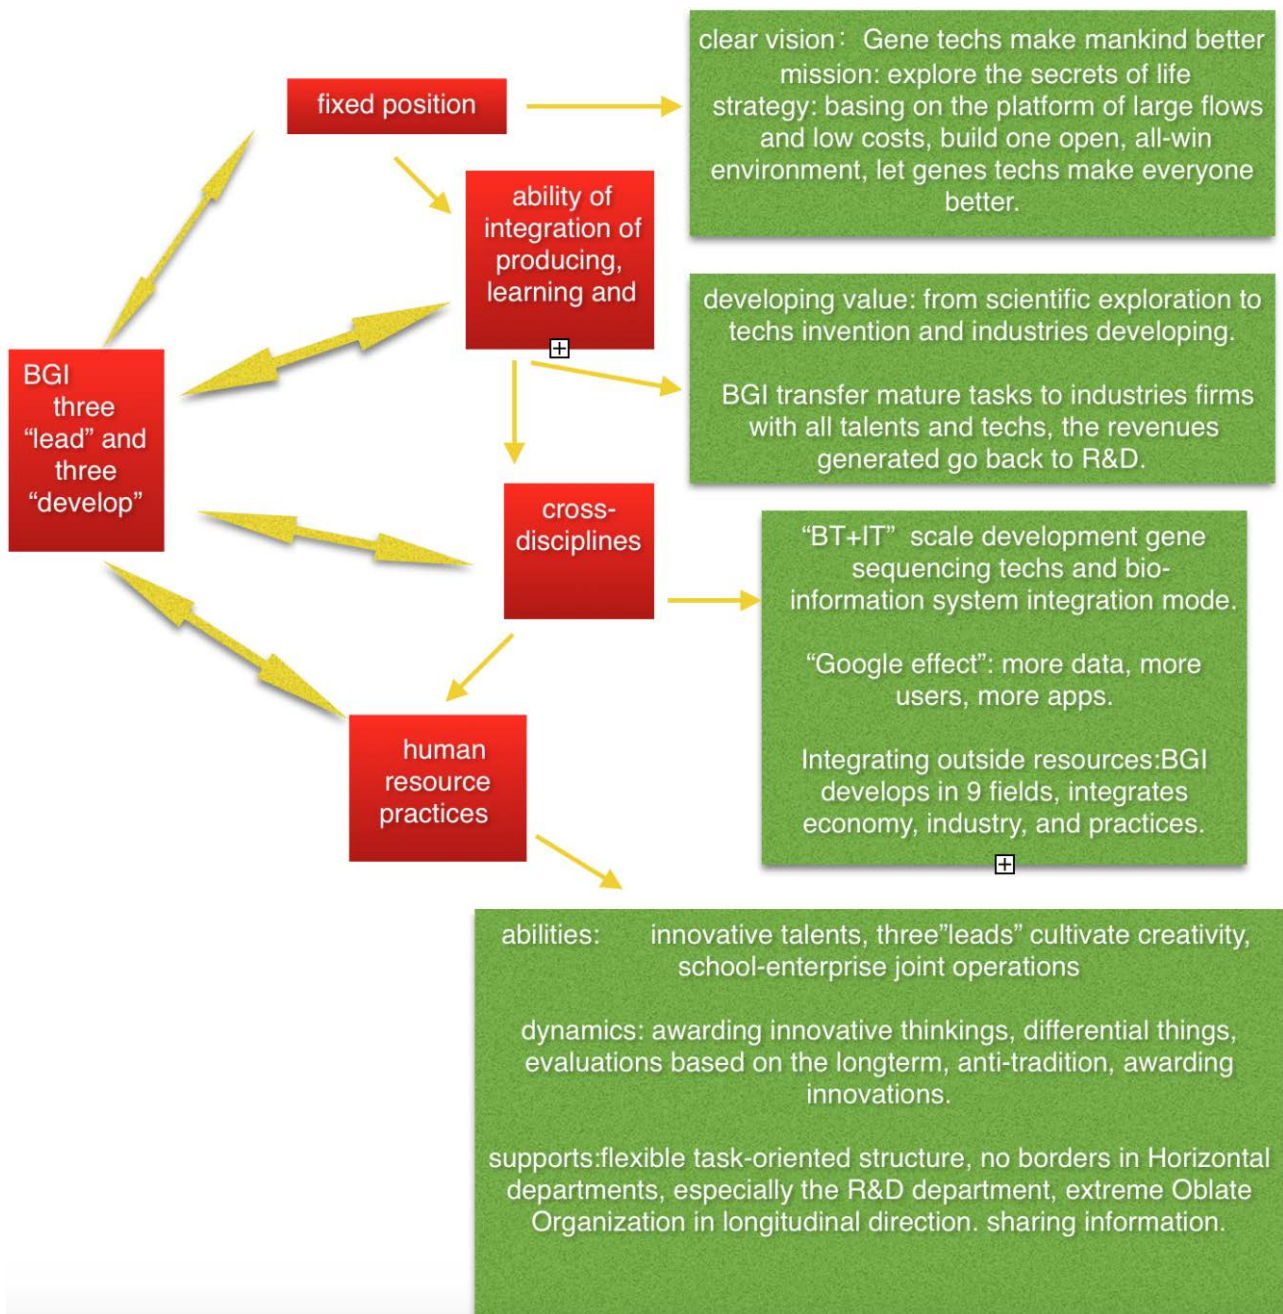 clear vision: Gene techs make mankind better
mission: explore the secrets of life
strategy: basing on the platform of large flows
and low costs, build one open, all-win
environment, let genes techs make everyone
better.
fixed position
ability of
integration of
producing,
learning and
developing value: from scientific exploration to
techs invention and industries developing.
BGI transfer mature tasks to industries firms
with all talents and techs, the revenues
generated go back to R&D.
BGI
three
“lead” and
three
“develop”
cross-
disciplines
“BT+IT” scale development gene
sequencing techs and bio-
information system integration mode.
“Google effect”: more data, more
users, more apps.
Integrating outside resources:BGI
develops in 9 fields, integrates
economy, industry, and practices.
human
resource
practices
abilities: innovative talents, three”leads” cultivate creativity,
school-enterprise joint operations
dynamics: awarding innovative thinkings, differential things,
evaluations based on the longterm, anti-tradition, awarding
innovations.
supports:flexible task-oriented structure, no borders in Horizontal
departments, especially the R&D department, extreme Oblate
Organization in longitudinal direction. sharing information.